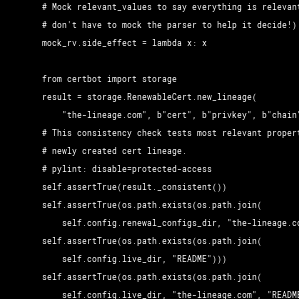 # Mock relevant_values to say everything is relevant
# don't have to mock the parser to help it decide!)
mock_rv.side_effect = lambda x: x
from certbot import storage
result = storage.RenewableCert.new_lineage(
"the-lineage.com", b"cert", b"privkey", b"chain"
# This consistency check tests most relevant propert
# newly created cert lineage.
# pylint: disable=protected-access
self.assertTrue(result._consistent())
self.assertTrue(os.path.exists(os.path.join(
self.config.renewal_configs_dir, "the-lineage.co
self.assertTrue(os.path.exists(os.path.join(
self.config.live_dir, "README")))
self.assertTrue(os.path.exists(os.path.join(
self.config.live_dir, "the-lineage.com", "README